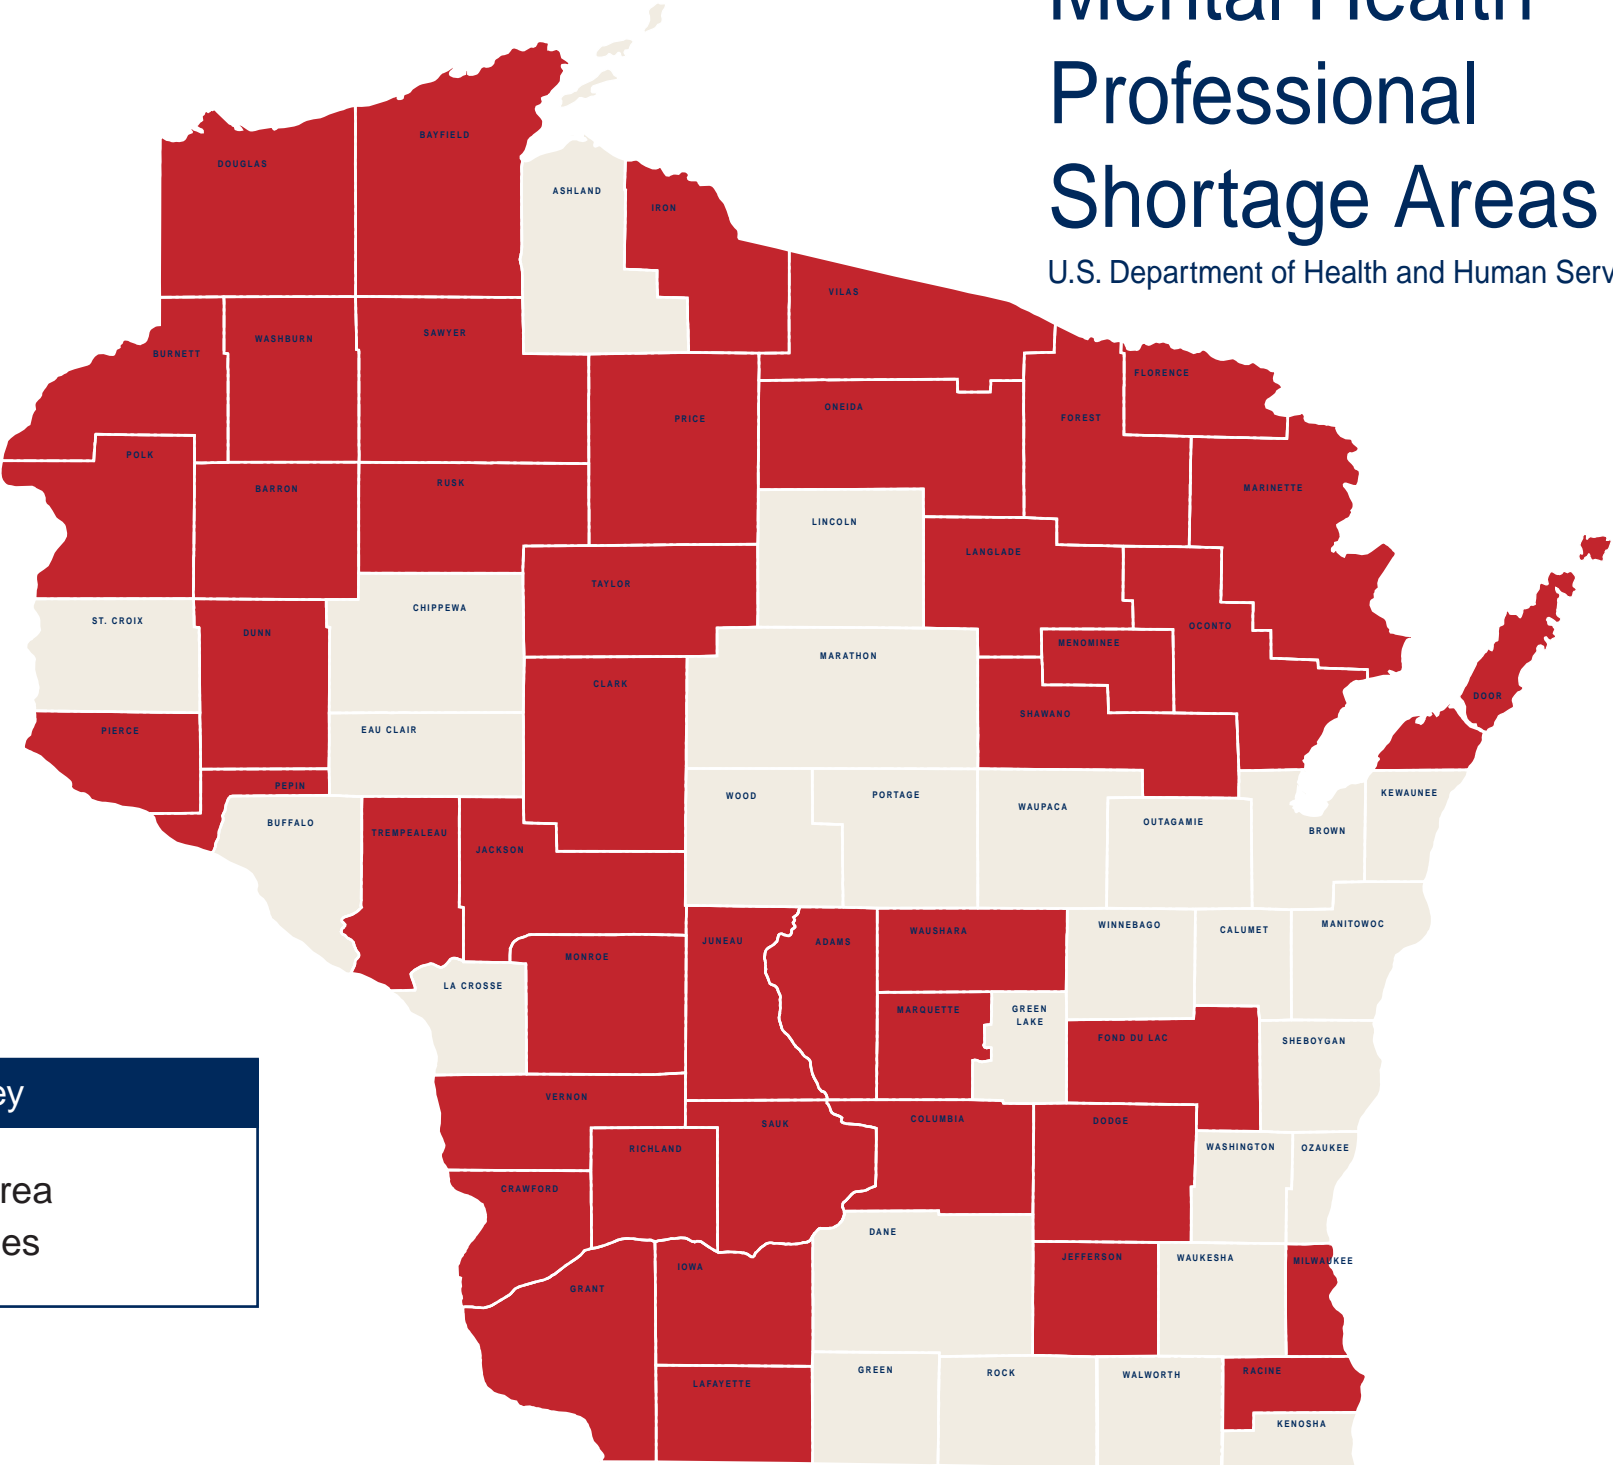 Mental Health
Professional
Shortage Areas
U.S. Department of Health and Human Serv
BAYFIELD
DOUGLAS
ASHLAND
IRON
VILAS
WASHBURN
SAWYER
BURNETT
FLORENCE
ONEIDA
FOREST
PRICE
POLK
BARRON
RUSK
MARINETTE
LINCOLN
LANGLADE
TAYLOR
CHIPPEWA
ST. CROIX
DUNN
OCONTO
MENOMINEE
MARATHON
CLARK
DOOR
SHAWANO
PIERCE
EAU CLAIR
PEPIN
WOOD
PORTAGE
WAUPACA
KEWAUNEE
BUFFALO
OUTAGAMIE
BROWN
TREMPEALEAU
JACKSON
WINNEBAGO
MANITOWOC
CALUMET
WAUSHARA
JUNEAU
ADAMS
MONROE
LA CROSSE
MARQUETTE
GREEN
LAKE
FOND DU LAC
SHEBOYGAN
VERNON
COLUMBIA
DODGE
SAUK
RICHLAND
WASHINGTON
OZAUKEE
CRAWFORD
DANE
JEFFERSON
WAUKESHA
MILWAUKEE
IOWA
GRANT
LAFAYETTE
GREEN
ROCK
WALWORTH
RACINE
KENOSHA
ey
rea
es